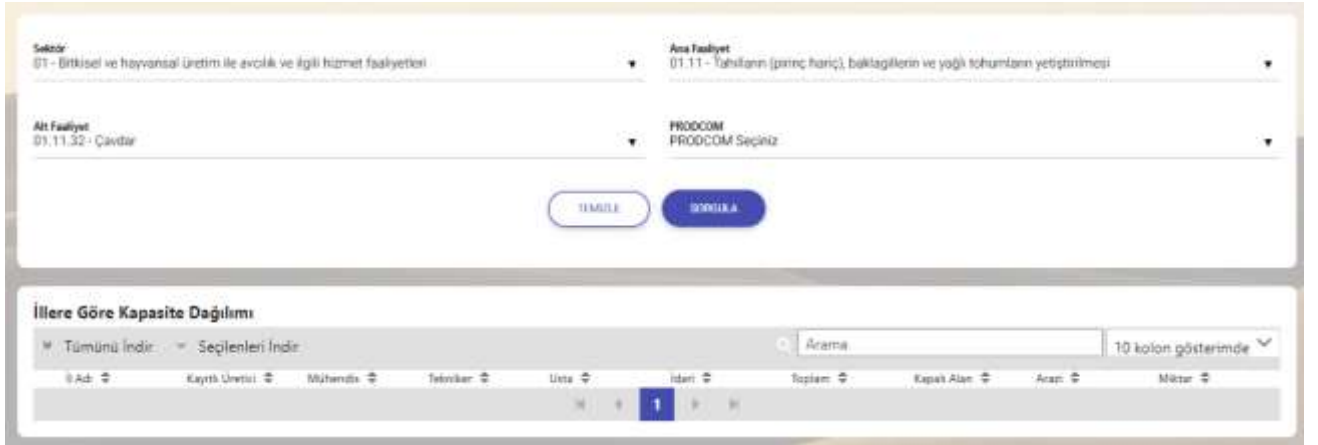 Sektör
01 - Bitkisel ve hayvansal üretim ile avcılık ve ilgili hizmet faaliyetleri
Ana Faaliyet
01.11 - Tahılların (pirinç hariç), baklagillerin ve yağlı tohumların yetiştirilmesi
Alt Faaliyet
01.11.32 - Çavdar
PRODCOM
PRODCOM Seçiniz
TEMİZLE
SORGULA
İllere Göre Kapasite Dağılımı
Tümünü İndir
Seçilenleri İndir
Arama
10 kolon gösterimde
İl Adı
Kayıtlı Üretici
Mühendis
Tekniker
Usta
İdari
Toplam
Kapalı Alan
Arazi
Miktar
1